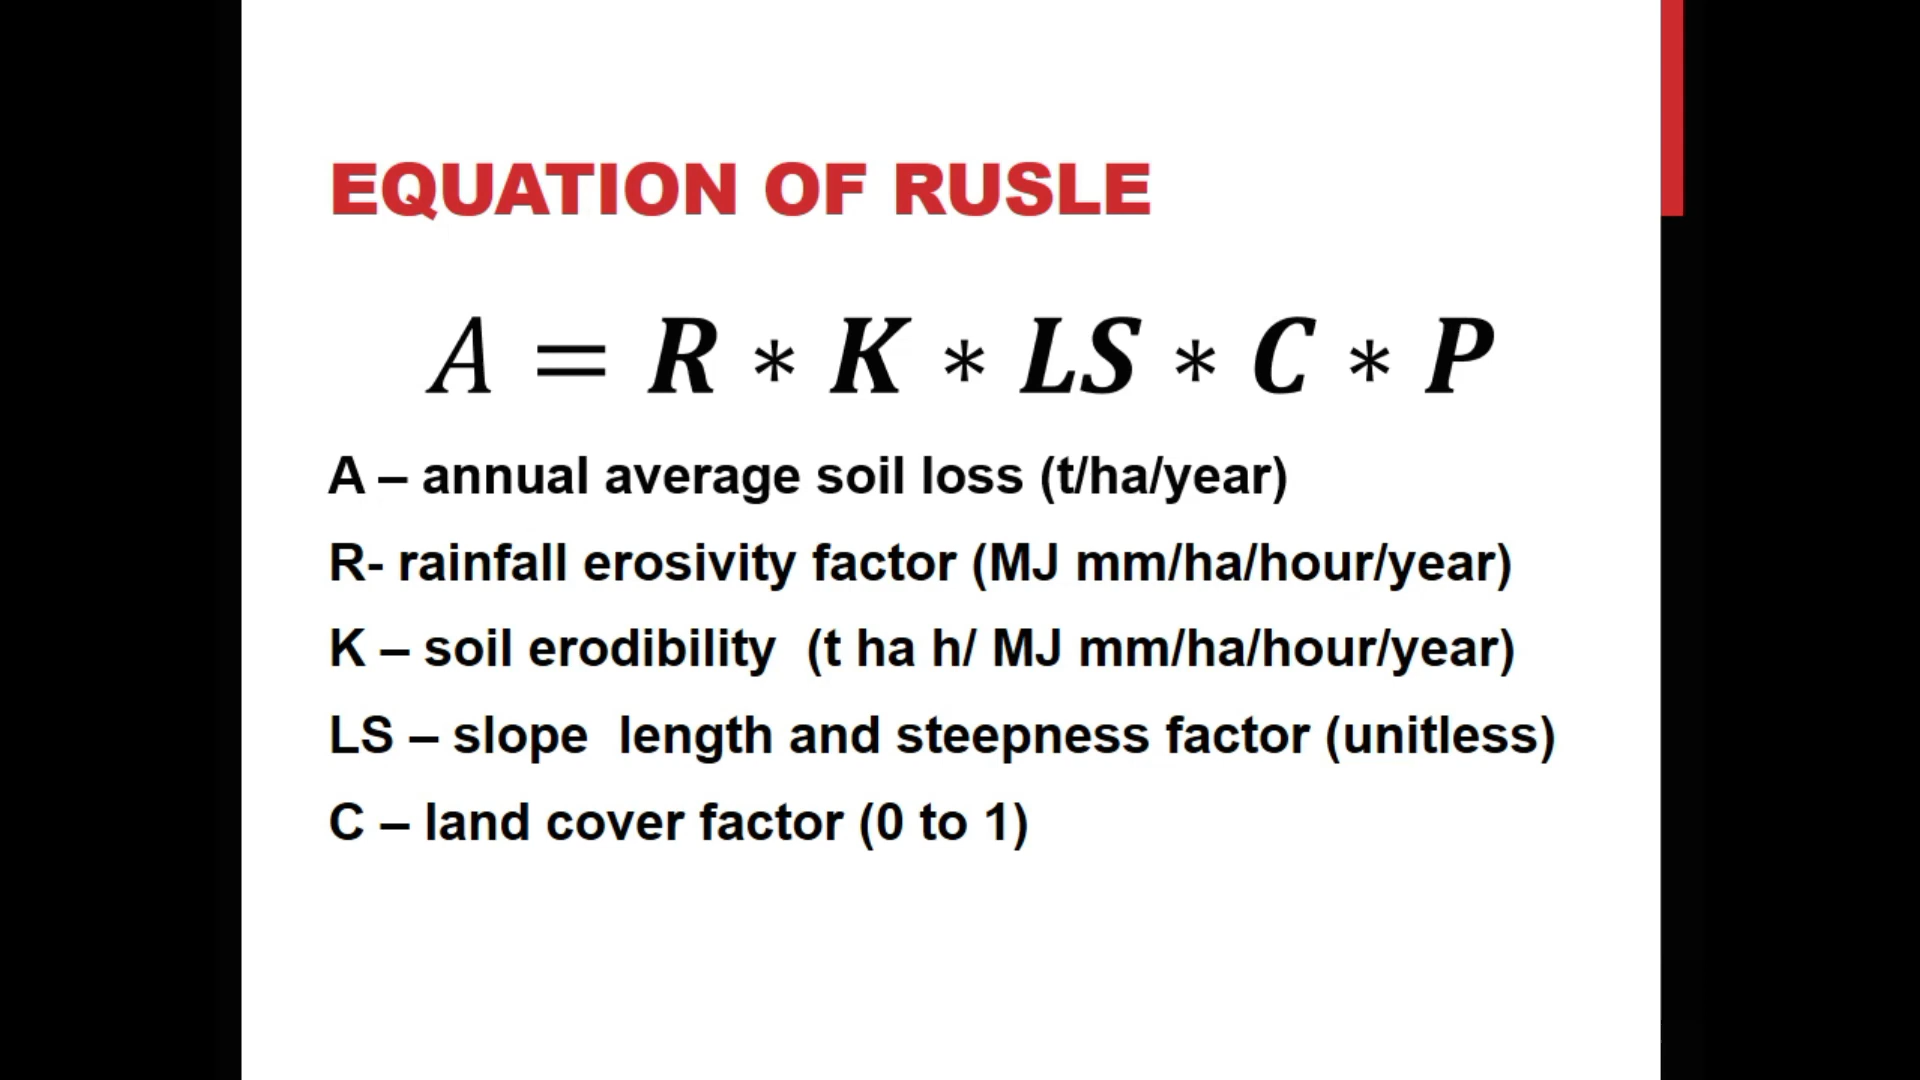 EQUATION OF RUSLE
A = R * K * LS * C * P
A – annual average soil loss (t/ha/year)
R- rainfall erosivity factor (MJ mm/ha/hour/year)
K – soil erodibility (t ha h/ MJ mm/ha/hour/year)
LS – slope length and steepness factor (unitless)
C – land cover factor (0 to 1)